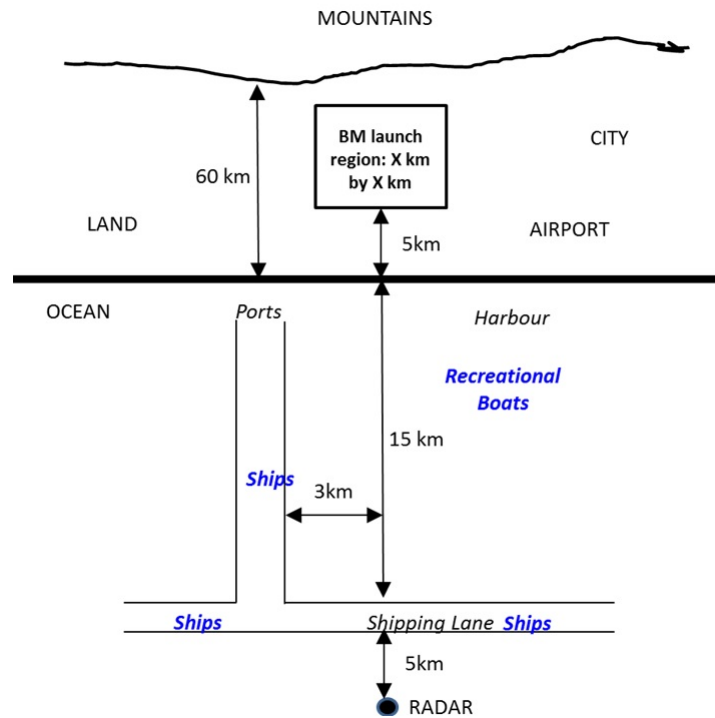 MOUNTAINS
BM launch
region: X km
by X km
CITY
60 km
LAND
5km
AIRPORT
OCEAN
Ports
Harbour
Recreational
Boats
15 km
Ships
3km
Ships
Shipping Lane Ships
5km
RADAR